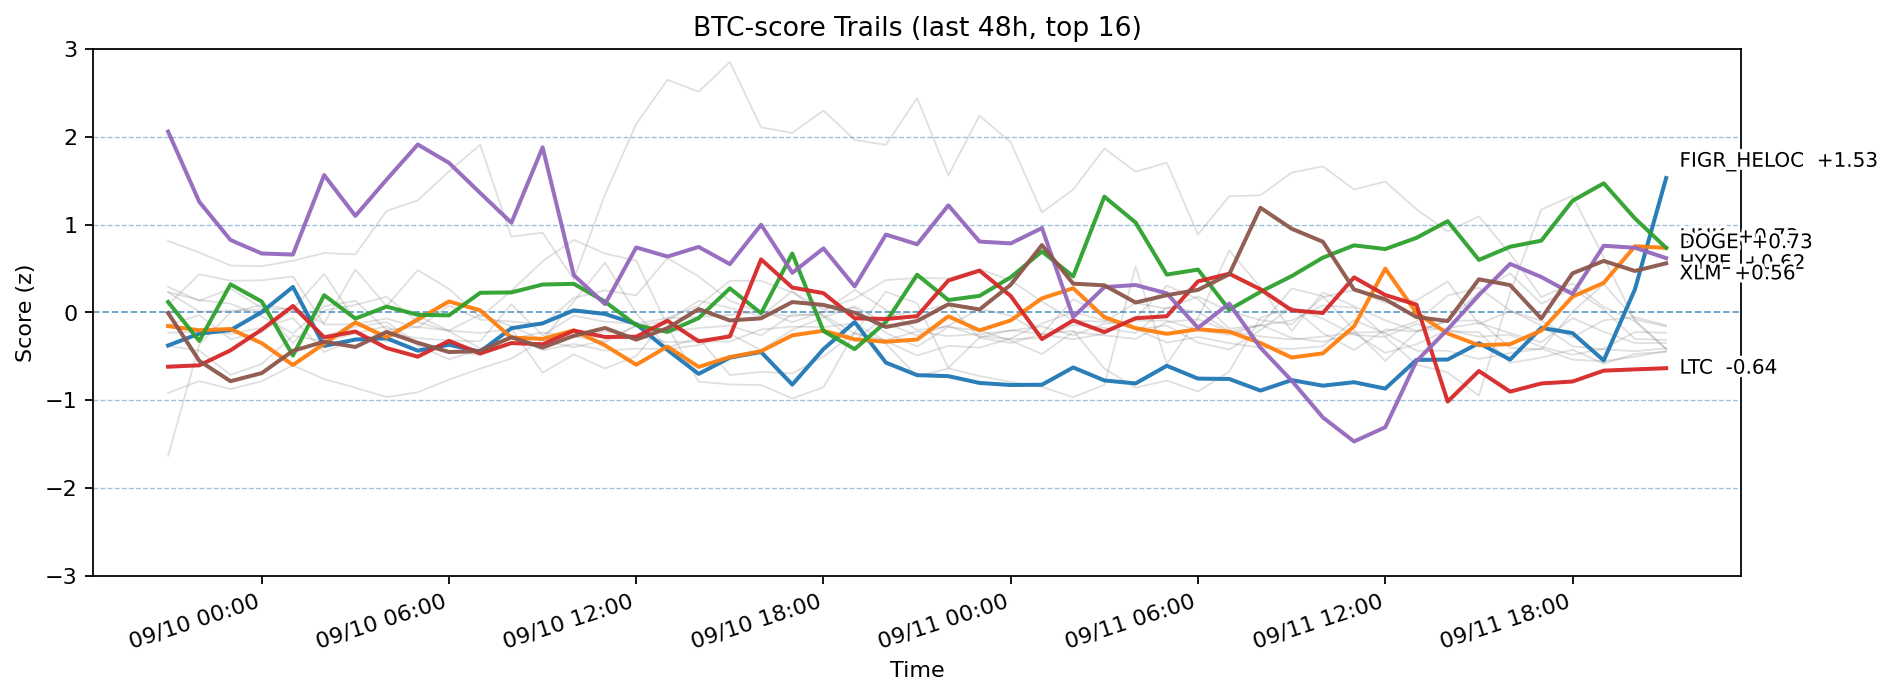 BTC-score Trails (last 48h, top 16)
Score (z)
3
2
1
0
−1
−2
−3
FIGR_HELOC +1.53
DOGE +0.73
HYPE +0.62
XLM +0.56
LTC -0.64
09/10 00:00
09/10 06:00
09/10 12:00
09/10 18:00
09/11 00:00
09/11 06:00
09/11 12:00
09/11 18:00
Time